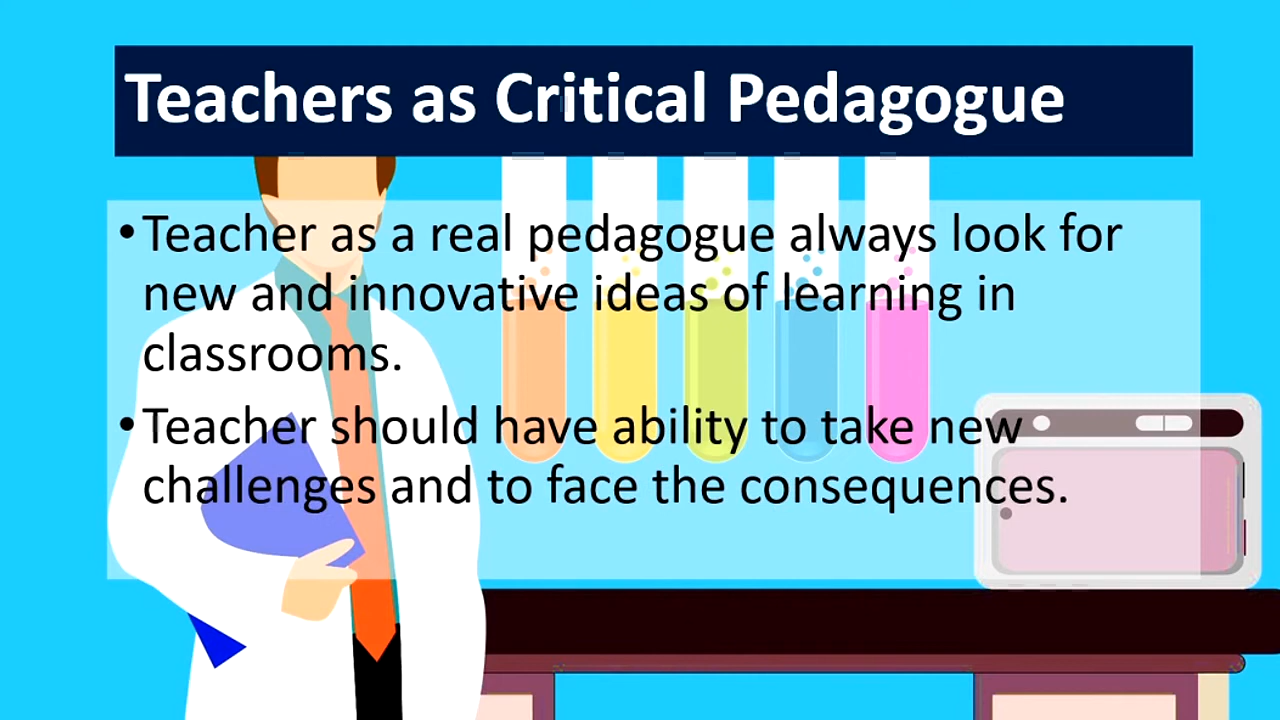 Teachers as Critical Pedagogue
•Teacher as a real pedagogue always look for
new and innovative ideas of learning in
classrooms.
•Teacher should have ability to take new
challenges and to face the consequences.